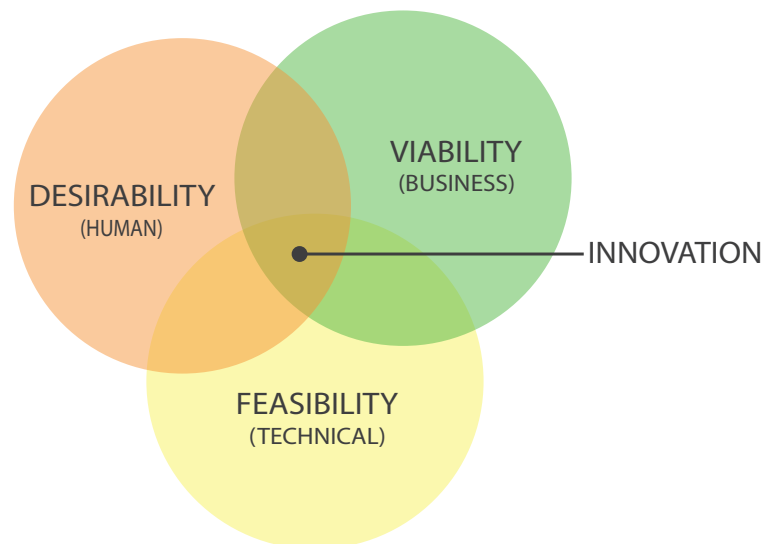 VIABILITY
(BUSINESS)
DESIRABILITY
(HUMAN)
INNOVATION
FEASIBILITY
(TECHNICAL)